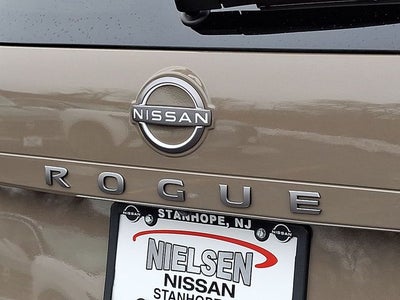 NISSAN
ROGUE
STANHOPE, NJ
NIELSEN
NISSAN
STANHOPE